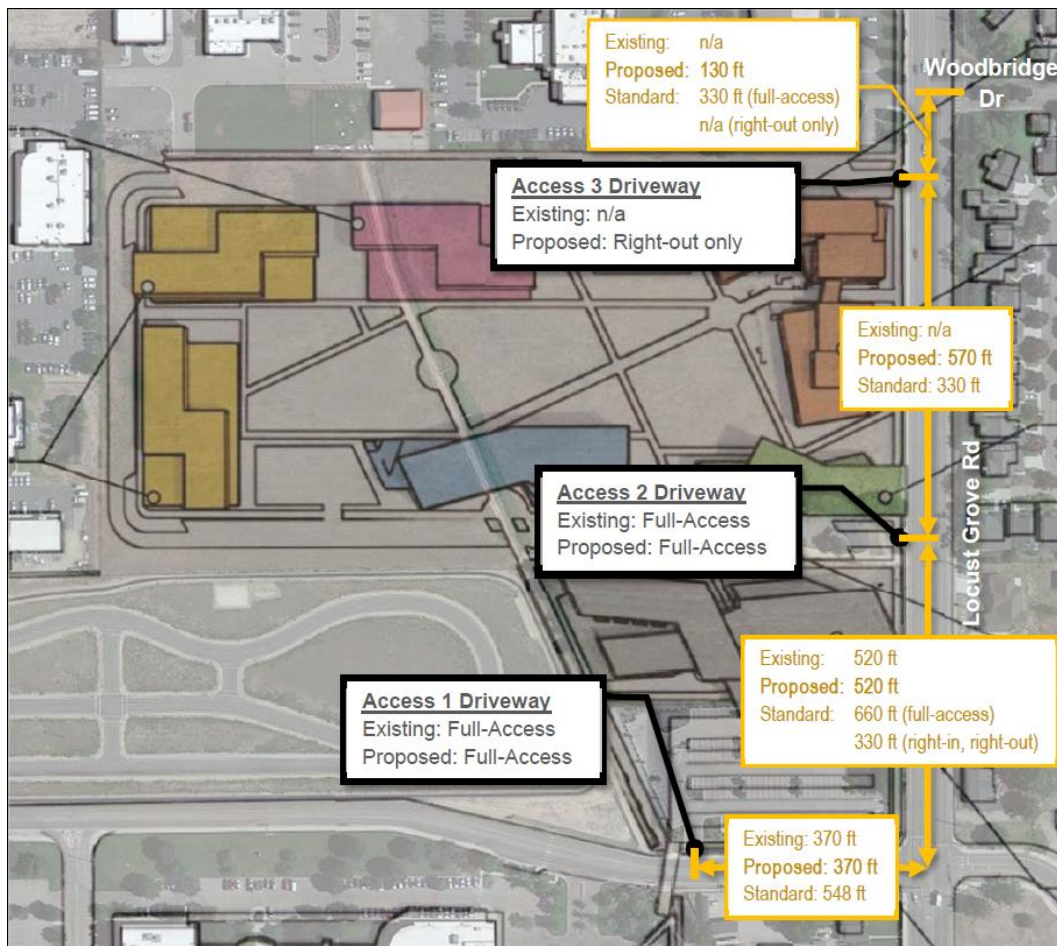 Existing: n/a
Proposed: 130 ft
Standard: 330 ft (full-access)
n/a (right-out only)
Woodbridge
Dr
Access 3 Driveway
Existing: n/a
Proposed: Right-out only
Existing: n/a
Proposed: 570 ft
Standard: 330 ft
Access 2 Driveway
Existing: Full-Access
Proposed: Full-Access
Locust Grove Rd
Existing: 520 ft
Proposed: 520 ft
Standard: 660 ft (full-access)
330 ft (right-in, right-out)
Access 1 Driveway
Existing: Full-Access
Proposed: Full-Access
Existing: 370 ft
Proposed: 370 ft
Standard: 548 ft